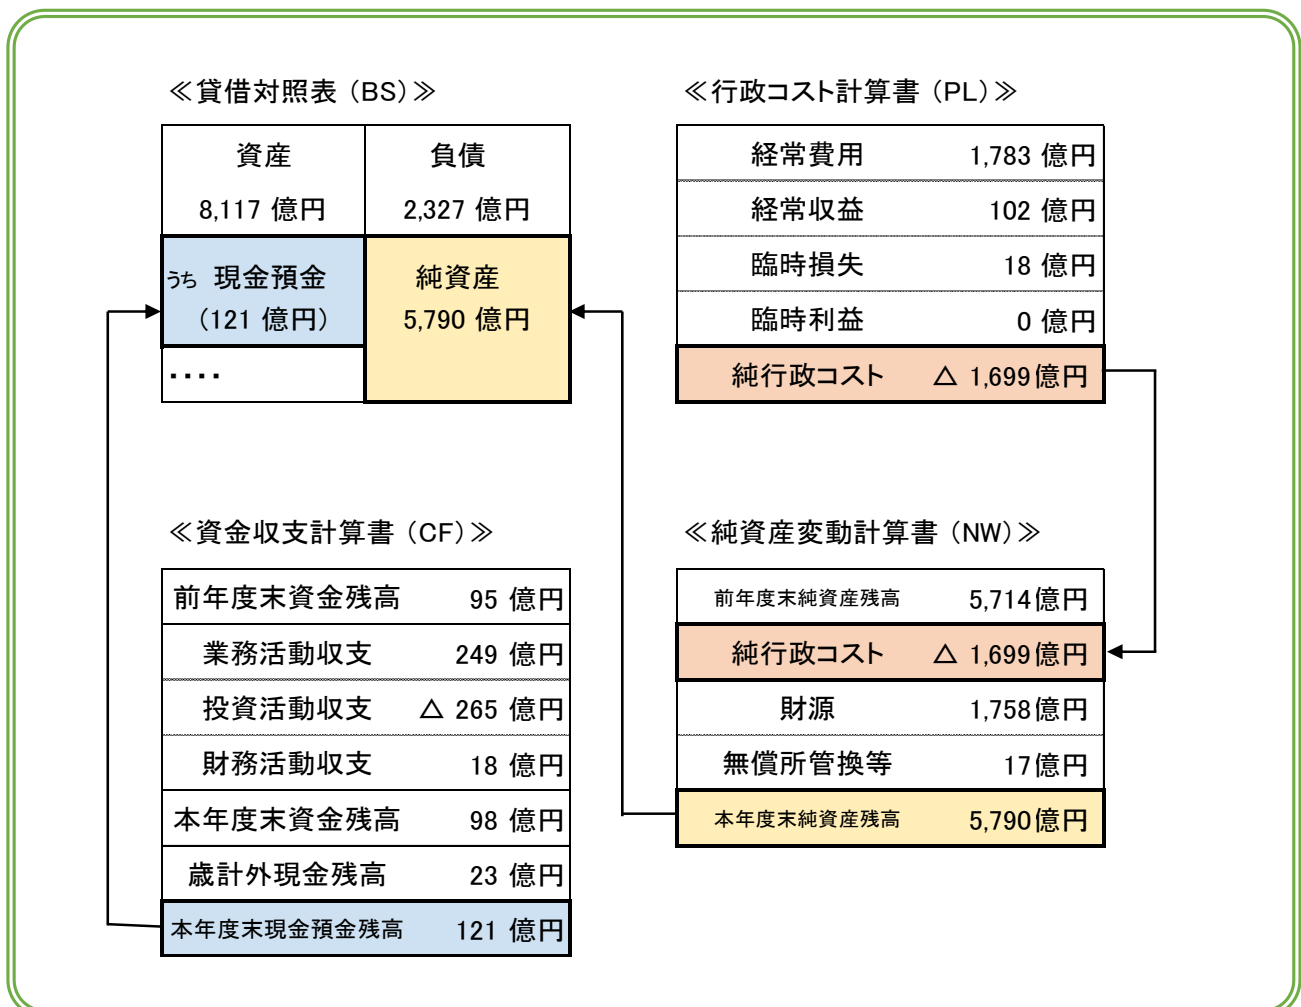 ≪貸借対照表（BS）≫
資産 負債
8,117 億円 2,327 億円
うち 現金預金 純資産
（121 億円） 5,790 億円
・・・・
≪行政コスト計算書（PL）≫
経常費用 1,783 億円
経常収益 102 億円
臨時損失 18 億円
臨時利益 0 億円
純行政コスト △ 1,699億円
≪資金収支計算書（CF）≫
前年度末資金残高 95 億円
業務活動収支 249 億円
投資活動収支 △ 265 億円
財務活動収支 18 億円
本年度末資金残高 98 億円
歳計外現金残高 23 億円
本年度末現金預金残高 121 億円
≪純資産変動計算書（NW）≫
前年度末純資産残高 5,714億円
純行政コスト △ 1,699億円
財源 1,758億円
無償所管換等 17億円
本年度末純資産残高 5,790億円